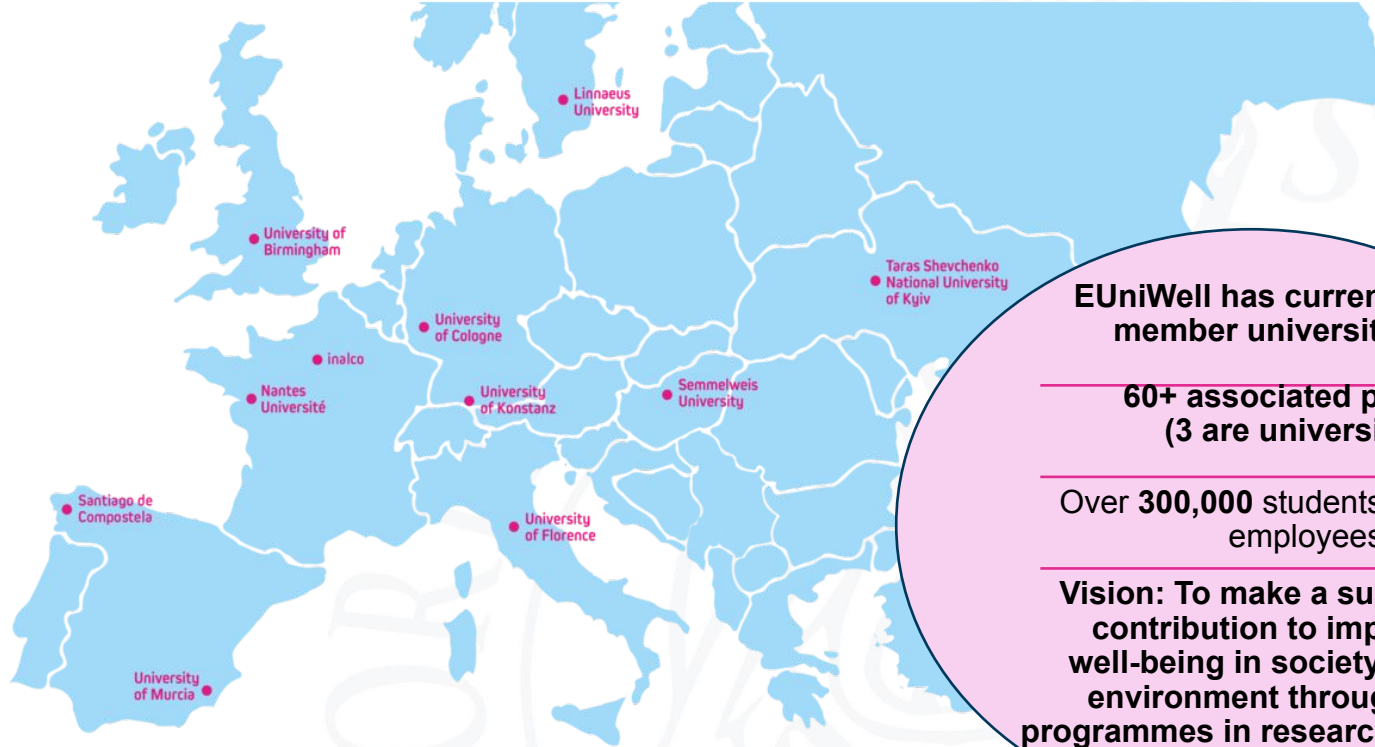 Linnaeus
University
University of
Birmingham
Taras Shevchenko
National University
of Kyiv
University
of Cologne
inalco
Nantes
Université
University
of Konstanz
Semmelweis
University
Santiago de
Compostela
University
of Florence
University
of Murcia
EUniWell has curren
member universit
60+ associated p
(3 are universi
Over 300,000 students
employees
Vision: To make a su
contribution to imp
well-being in society
environment throug
programmes in researc